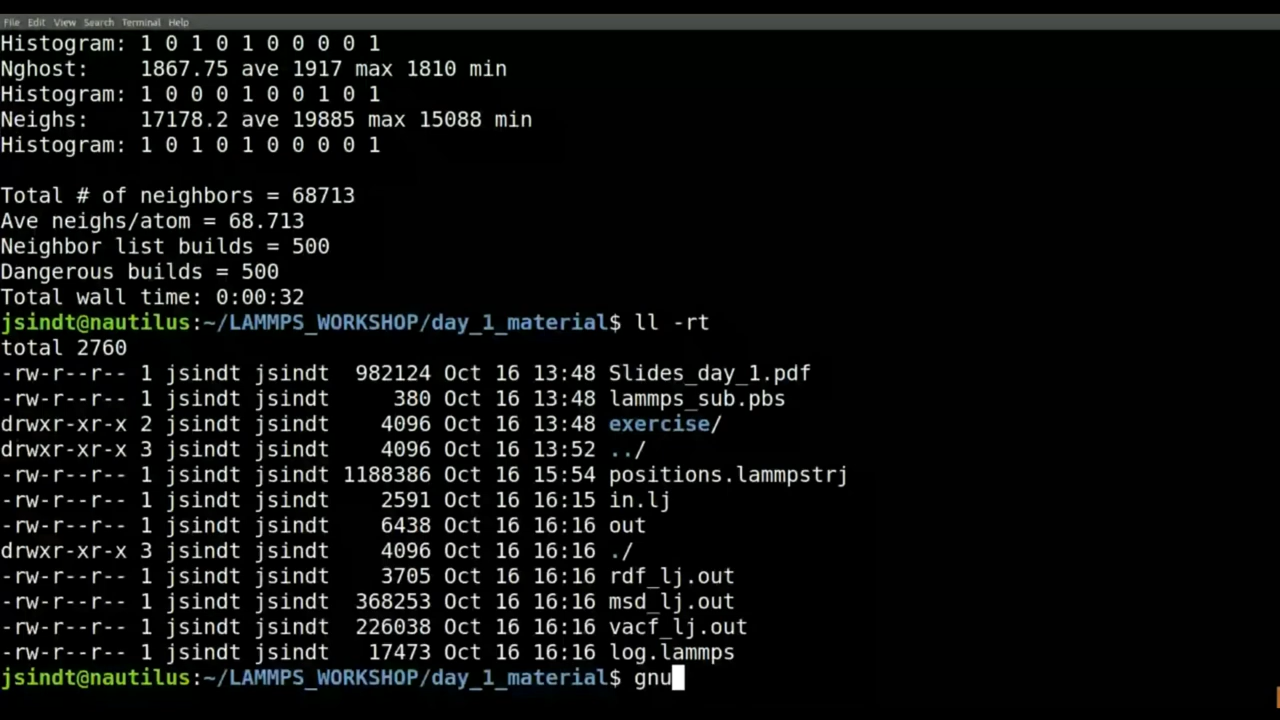 File Edit View Search Terminal Help
Histogram: 1 0 1 0 1 0 0 0 0 1
Nghost:    1867.75 ave 1917 max 1810 min
Histogram: 1 0 0 0 1 0 0 1 0 1
Neighs:    17178.2 ave 19885 max 15088 min
Histogram: 1 0 1 0 1 0 0 0 0 1

Total # of neighbors = 68713
Ave neighs/atom = 68.713
Neighbor list builds = 500
Dangerous builds = 500
Total wall time: 0:00:32
jsindt@nautilus:~/LAMMPS_WORKSHOP/day_1_material$ ll -rt
total 2760
-rw-r--r-- 1 jsindt jsindt  982124 Oct 16 13:48 Slides_day_1.pdf
-rw-r--r-- 1 jsindt jsindt     380 Oct 16 13:48 lammps_sub.pbs
drwxr-xr-x 2 jsindt jsindt    4096 Oct 16 13:48 exercise/
drwxr-xr-x 3 jsindt jsindt    4096 Oct 16 13:52 ../
-rw-r--r-- 1 jsindt jsindt 1188386 Oct 16 15:54 positions.lammpstrj
-rw-r--r-- 1 jsindt jsindt    2591 Oct 16 16:15 in.lj
-rw-r--r-- 1 jsindt jsindt    6438 Oct 16 16:16 out
drwxr-xr-x 3 jsindt jsindt    4096 Oct 16 16:16 ./
-rw-r--r-- 1 jsindt jsindt    3705 Oct 16 16:16 rdf_lj.out
-rw-r--r-- 1 jsindt jsindt  368253 Oct 16 16:16 msd_lj.out
-rw-r--r-- 1 jsindt jsindt  226038 Oct 16 16:16 vacf_lj.out
-rw-r--r-- 1 jsindt jsindt   17473 Oct 16 16:16 log.lammps
jsindt@nautilus:~/LAMMPS_WORKSHOP/day_1_material$ gnu